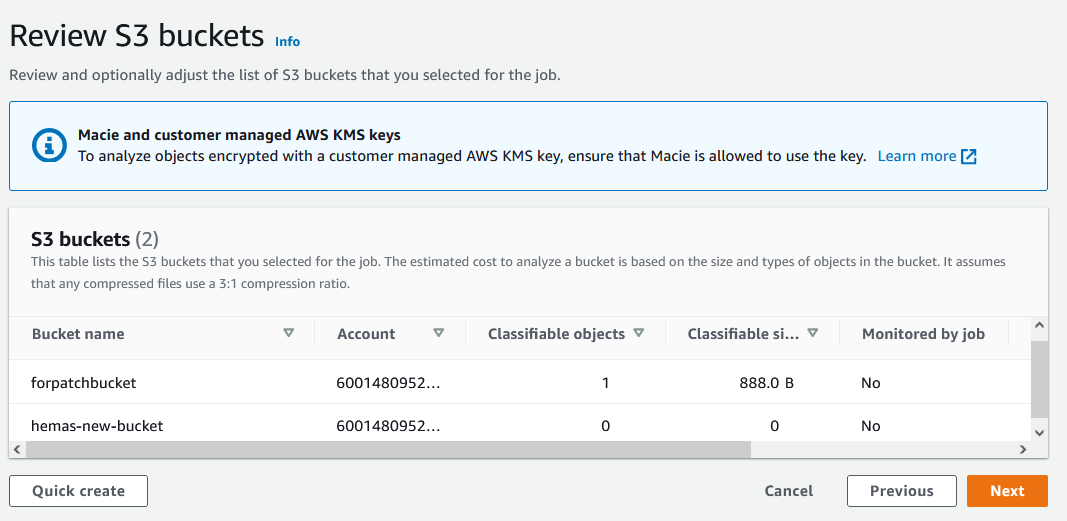 Review S3 buckets Info
Review and optionally adjust the list of S3 buckets that you selected for the job.
Macie and customer managed AWS KMS keys
To analyze objects encrypted with a customer managed AWS KMS key, ensure that Macie is allowed to use the key. Learn more
S3 buckets (2)
This table lists the S3 buckets that you selected for the job. The estimated cost to analyze a bucket is based on the size and types of objects in the bucket. It assumes
that any compressed files use a 3:1 compression ratio.
Bucket name Account Classifiable objects Classifiable si... Monitored by job
forpatchbucket 6001480952... 1 888.0 B No
hemas-new-bucket 6001480952... 0 0 No
Quick create Cancel Previous Next